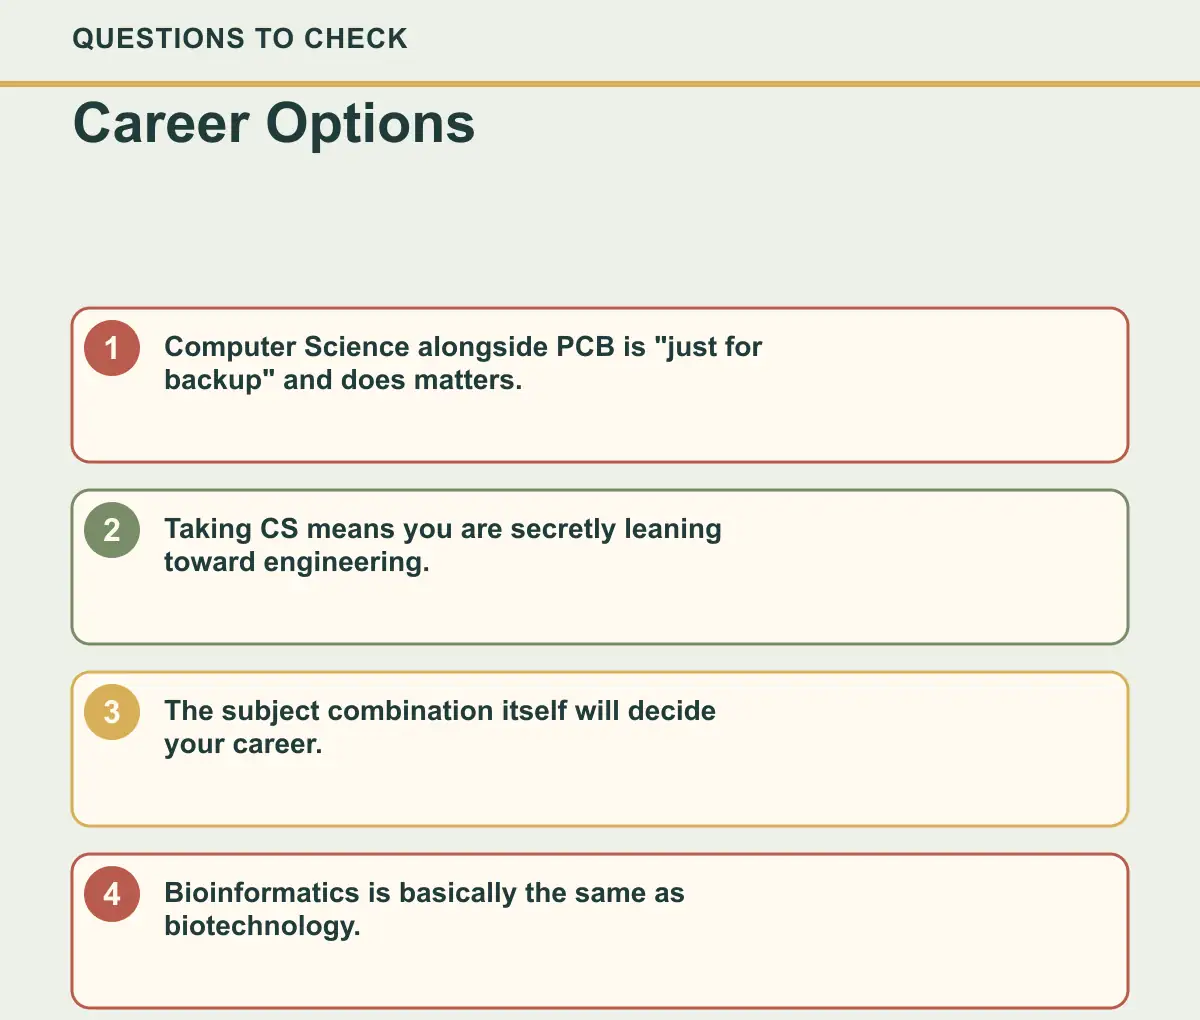 QUESTIONS TO CHECK
Career Options
1
Computer Science alongside PCB is "just for
backup" and does matters.
2
Taking CS means you are secretly leaning
toward engineering.
3
The subject combination itself will decide
your career.
4
Bioinformatics is basically the same as
biotechnology.